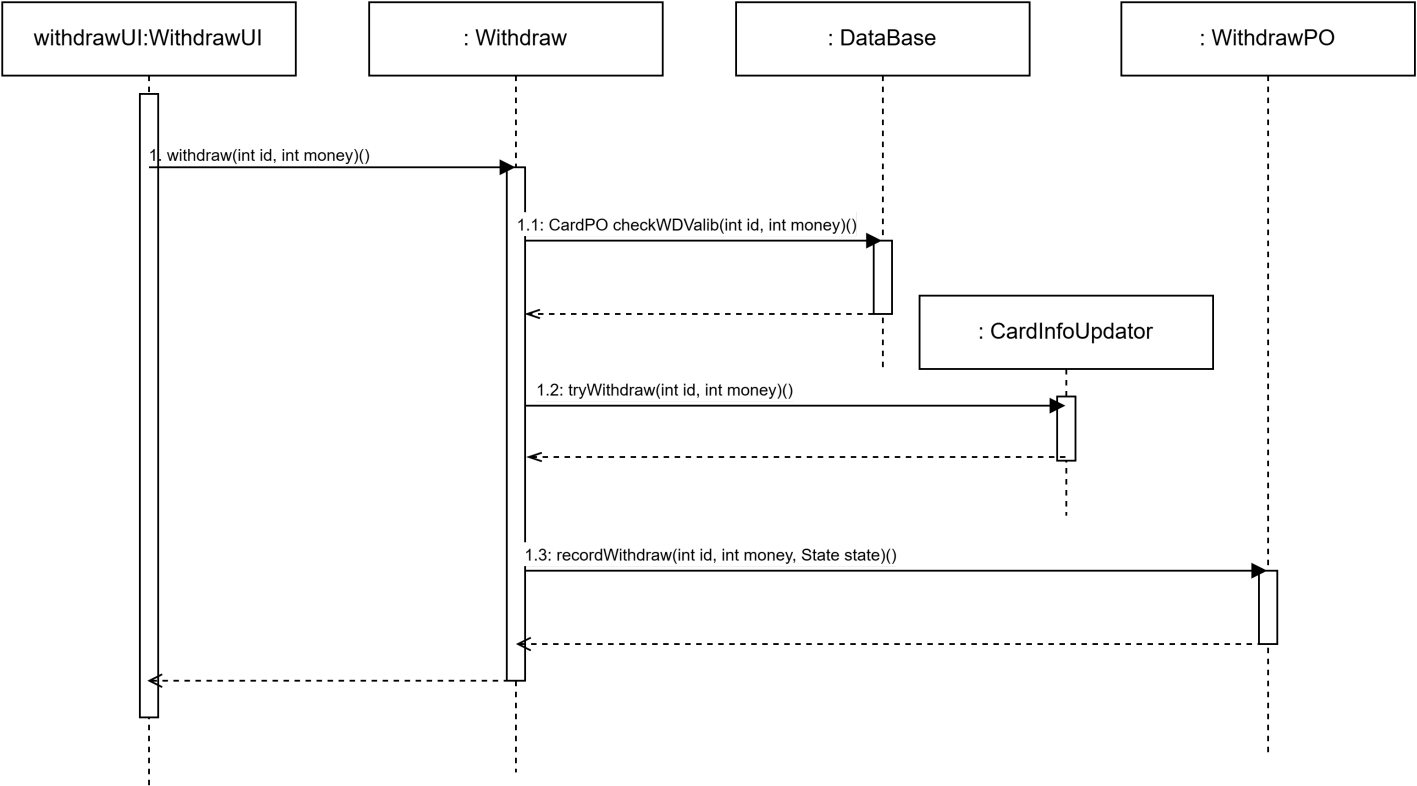 withdrawUI:WithdrawUI
: Withdraw
: DataBase
: WithdrawPO
1. withdraw(int id, int money)()
1.1: CardPO checkWDValib(int id, int money)()
: CardInfoUpdator
1.2: tryWithdraw(int id, int money)()
1.3: recordWithdraw(int id, int money, State state)()